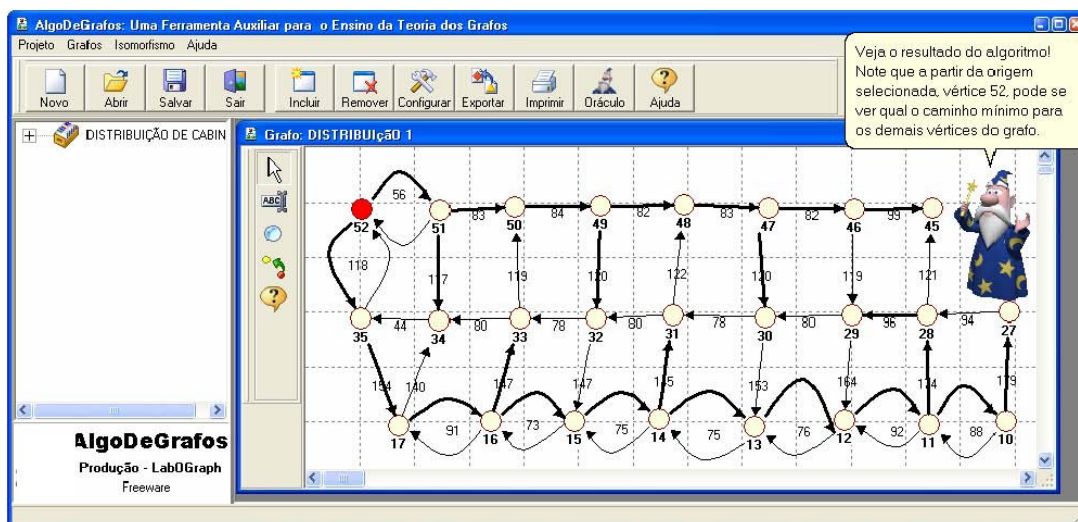 AlgoDeGrafos: Uma Ferramenta Auxiliar para o Ensino da Teoria dos Grafos
Projeto Grafos Isomorfismo Ajuda
Novo Abrir Salvar Sair Incluir Remover Configurar Exportar Imprimir Oráculo Ajuda
Veja o resultado do algoritmo!
Note que a partir da origem
selecionada, vértice 52, pode se
ver qual o caminho mínimo para
os demais vértices do grafo.
DISTRIBUIÇÃO DE CABIN
Grafo: DISTRIBUIçãO 1
ABC
56 83 84 82 83 82 99
52 51 50 49 48 47 46 45
118 117 119 120 122 120 119 121
44 80 78 80 78 80 96 94
35 34 33 32 31 30 29 28 27
154 140 147 147 145 153 164 174 179
91 73 75 75 76 92 88
17 16 15 14 13 12 11 10
AlgoDeGrafos
Produção - LabOGraph
Freeware